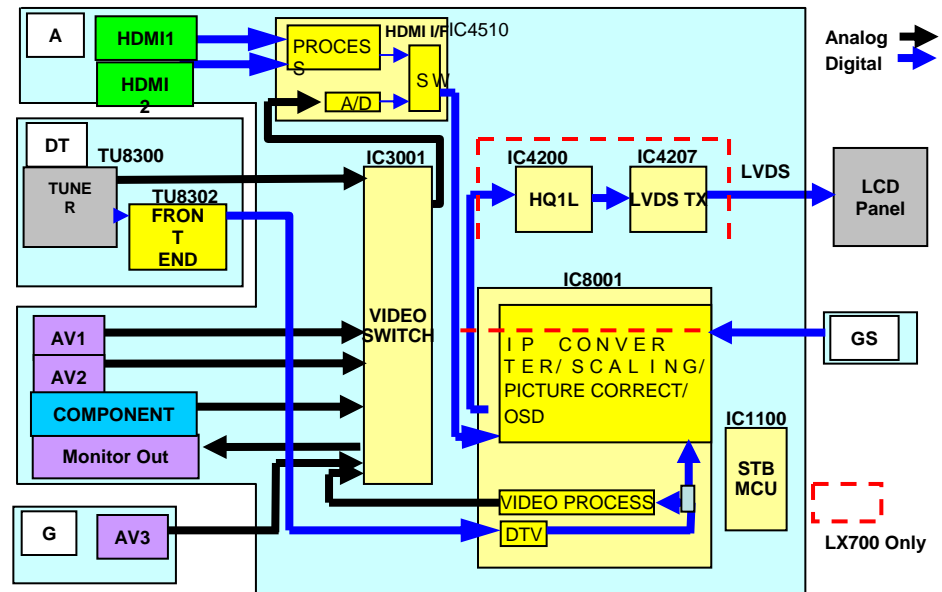 A
HDMI1
HDMI
2
PROCES
S
HDMI I/F
IC4510
S W
A/D
Analog
Digital
DT
TU8300
TUNE
R
TU8302
FRON
T
END
IC3001
VIDEO
SWITCH
IC4200
HQ1L
IC4207
LVDS TX
LVDS
LCD
Panel
IC8001
I P CONVER
TER/ SCALING/
PICTURE CORRECT/
OSD
GS
AV1
AV2
COMPONENT
Monitor Out
IC1100
STB
MCU
VIDEO PROCESS
DTV
G
AV3
LX700 Only